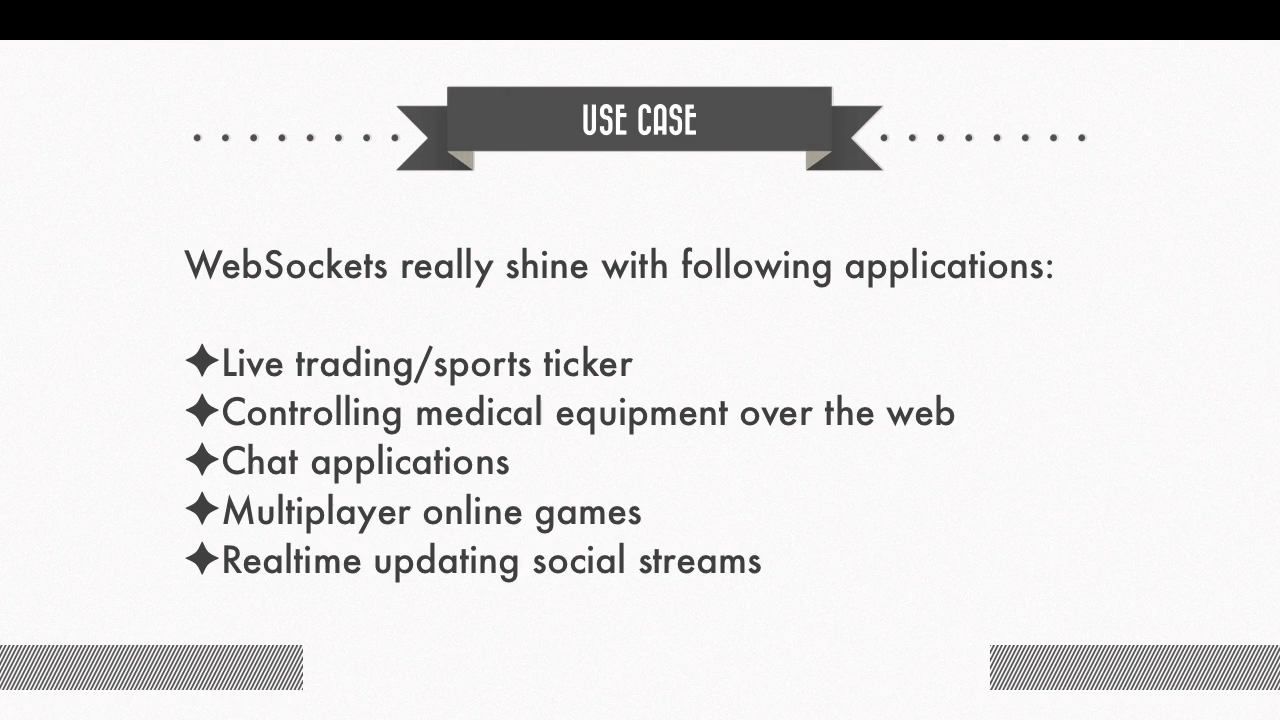 USE CASE
WebSockets really shine with following applications:
✦Live trading/sports ticker
✦Controlling medical equipment over the web
✦Chat applications
✦Multiplayer online games
✦Realtime updating social streams